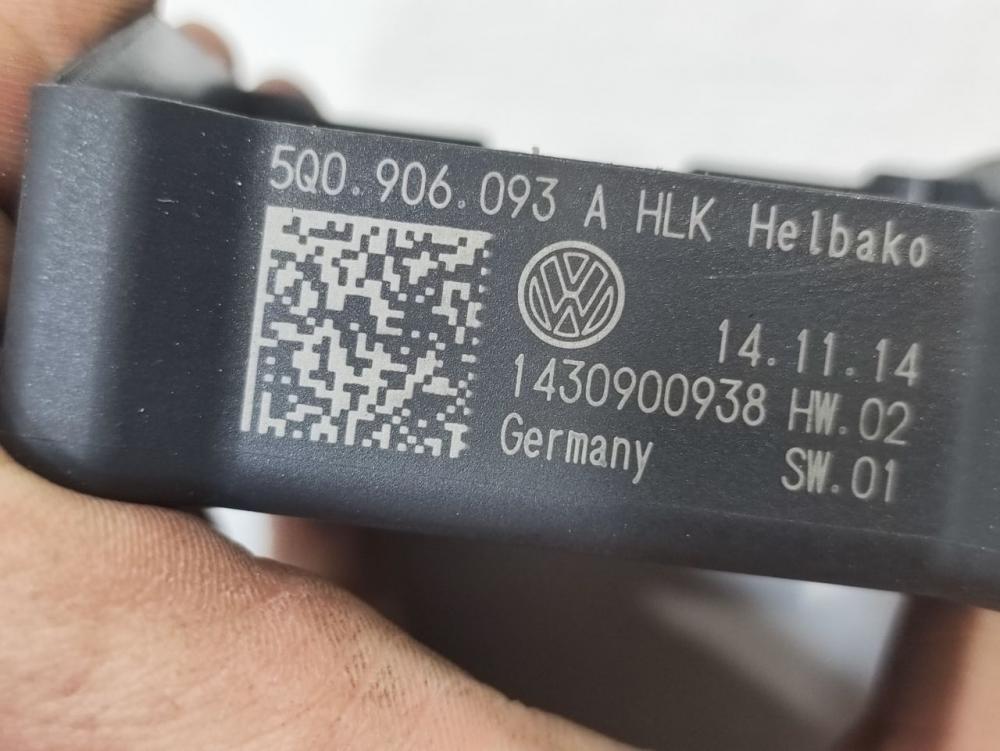 5Q0.906.093 A HLK Helbako
14.11.14
1430900938 HW.02
Germany SW.01